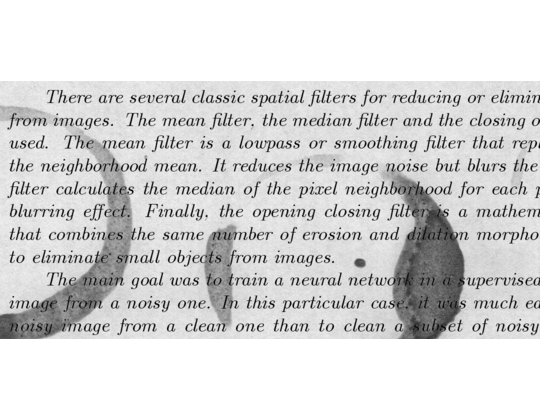 There are several classic spatial filters for reducing or elimin
from images. The mean filter, the median filter and the closing o
used. The mean filter is a lowpass or smoothing filter that repl
the neighborhood mean. It reduces the image noise but blurs the
filter calculates the median of the pixel neighborhood for each p
blurring effect. Finally, the opening closing filter is a mathem
that combines the same number of erosion and dilation morpho
to eliminate small objects from images.
The main goal was to train a neural network in a supervised
image from a noisy one. In this particular case, it was much ea
noisy image from a clean one than to clean a subset of noisy